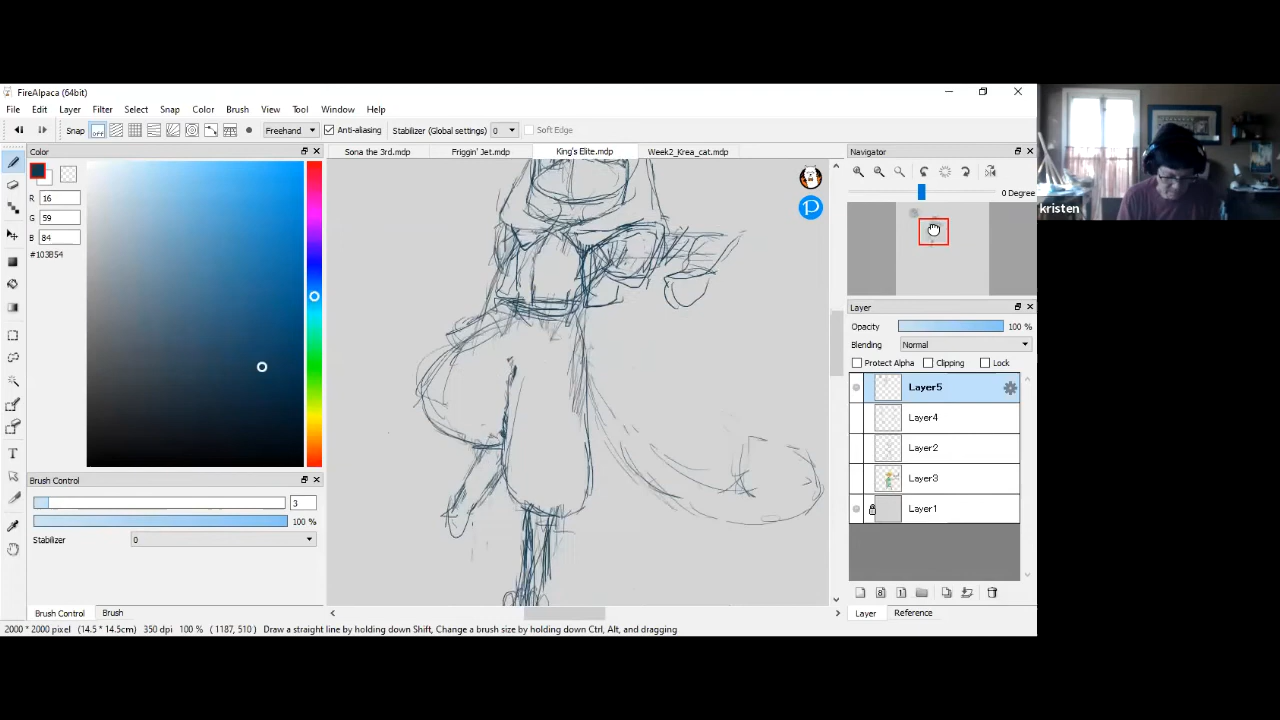 FireAlpaca (64bit)
File Edit Layer Filter Select Snap Color Brush View Tool Window Help
Snap OFF Freehand Anti-aliasing Stabilizer (Global settings) 0 Soft Edge
Color
Sona the 3rd.mdp Friggin' Jet.mdp King's Elite.mdp Week2_Krea_cat.mdp
Navigator
R 16
G 59
B 84
#103B54
0 Degree
kristen
P
Layer
Opacity 100 %
Blending Normal
Protect Alpha Clipping Lock
Layer5
Layer4
Layer2
Layer3
Layer1
T
Brush Control
3
100 %
Stabilizer 0
8 1
Brush Control Brush
Layer Reference
2000 * 2000 pixel (14.5 * 14.5cm) 350 dpi 100 % ( 1187, 510 ) Draw a straight line by holding down Shift, Change a brush size by holding down Ctrl, Alt, and dragging